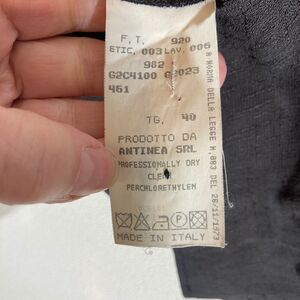 F.T. 920
ETIC. 003 LAV. 006
982
G2C4100 G2023
461
TG. 40
PRODOTTO DA
ANTINEA SRL
PROFESSIONALLY DRY
CLEAN
PERCHLORETHYLEN
P
MADE IN ITALY
A NORMA DELLA LEGGE N.883 DEL 26/11/1973